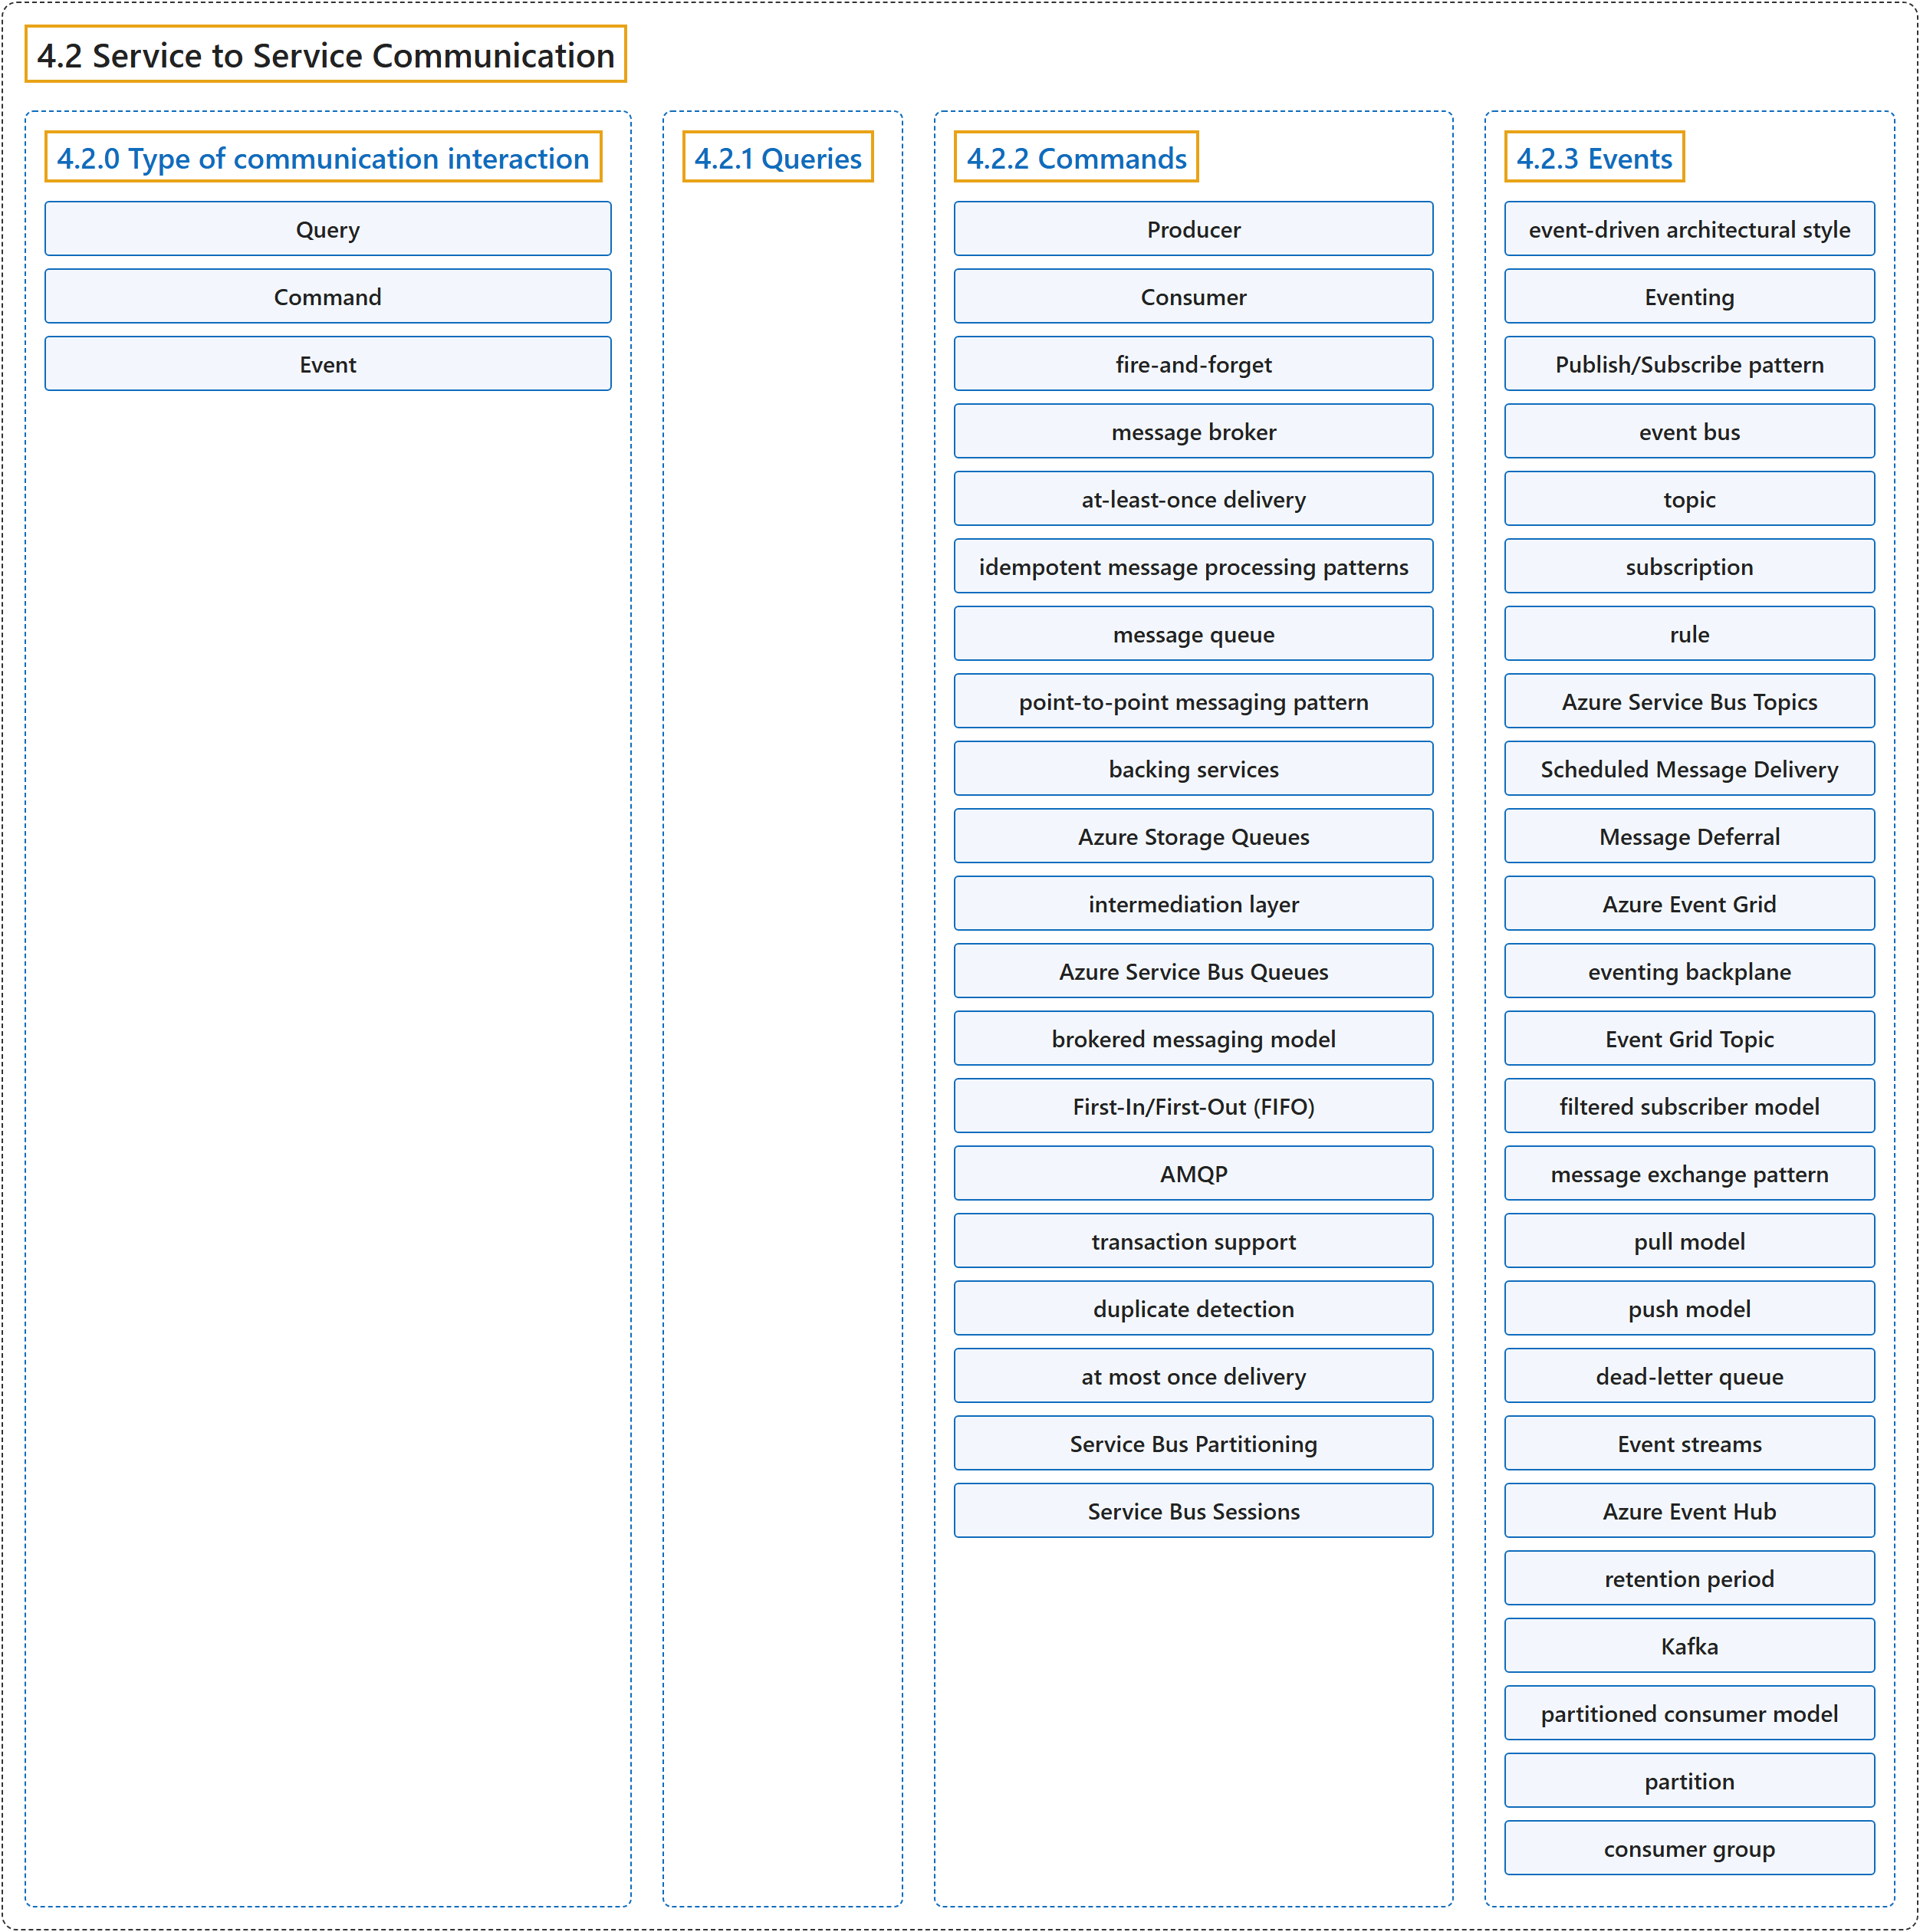 4.2 Service to Service Communication
4.2.0 Type of communication interaction
Query
Command
Event
4.2.1 Queries
4.2.2 Commands
Producer
Consumer
fire-and-forget
message broker
at-least-once delivery
idempotent message processing patterns
message queue
point-to-point messaging pattern
backing services
Azure Storage Queues
intermediation layer
Azure Service Bus Queues
brokered messaging model
First-In/First-Out (FIFO)
AMQP
transaction support
duplicate detection
at most once delivery
Service Bus Partitioning
Service Bus Sessions
4.2.3 Events
event-driven architectural style
Eventing
Publish/Subscribe pattern
event bus
topic
subscription
rule
Azure Service Bus Topics
Scheduled Message Delivery
Message Deferral
Azure Event Grid
eventing backplane
Event Grid Topic
filtered subscriber model
message exchange pattern
pull model
push model
dead-letter queue
Event streams
Azure Event Hub
retention period
Kafka
partitioned consumer model
partition
consumer group